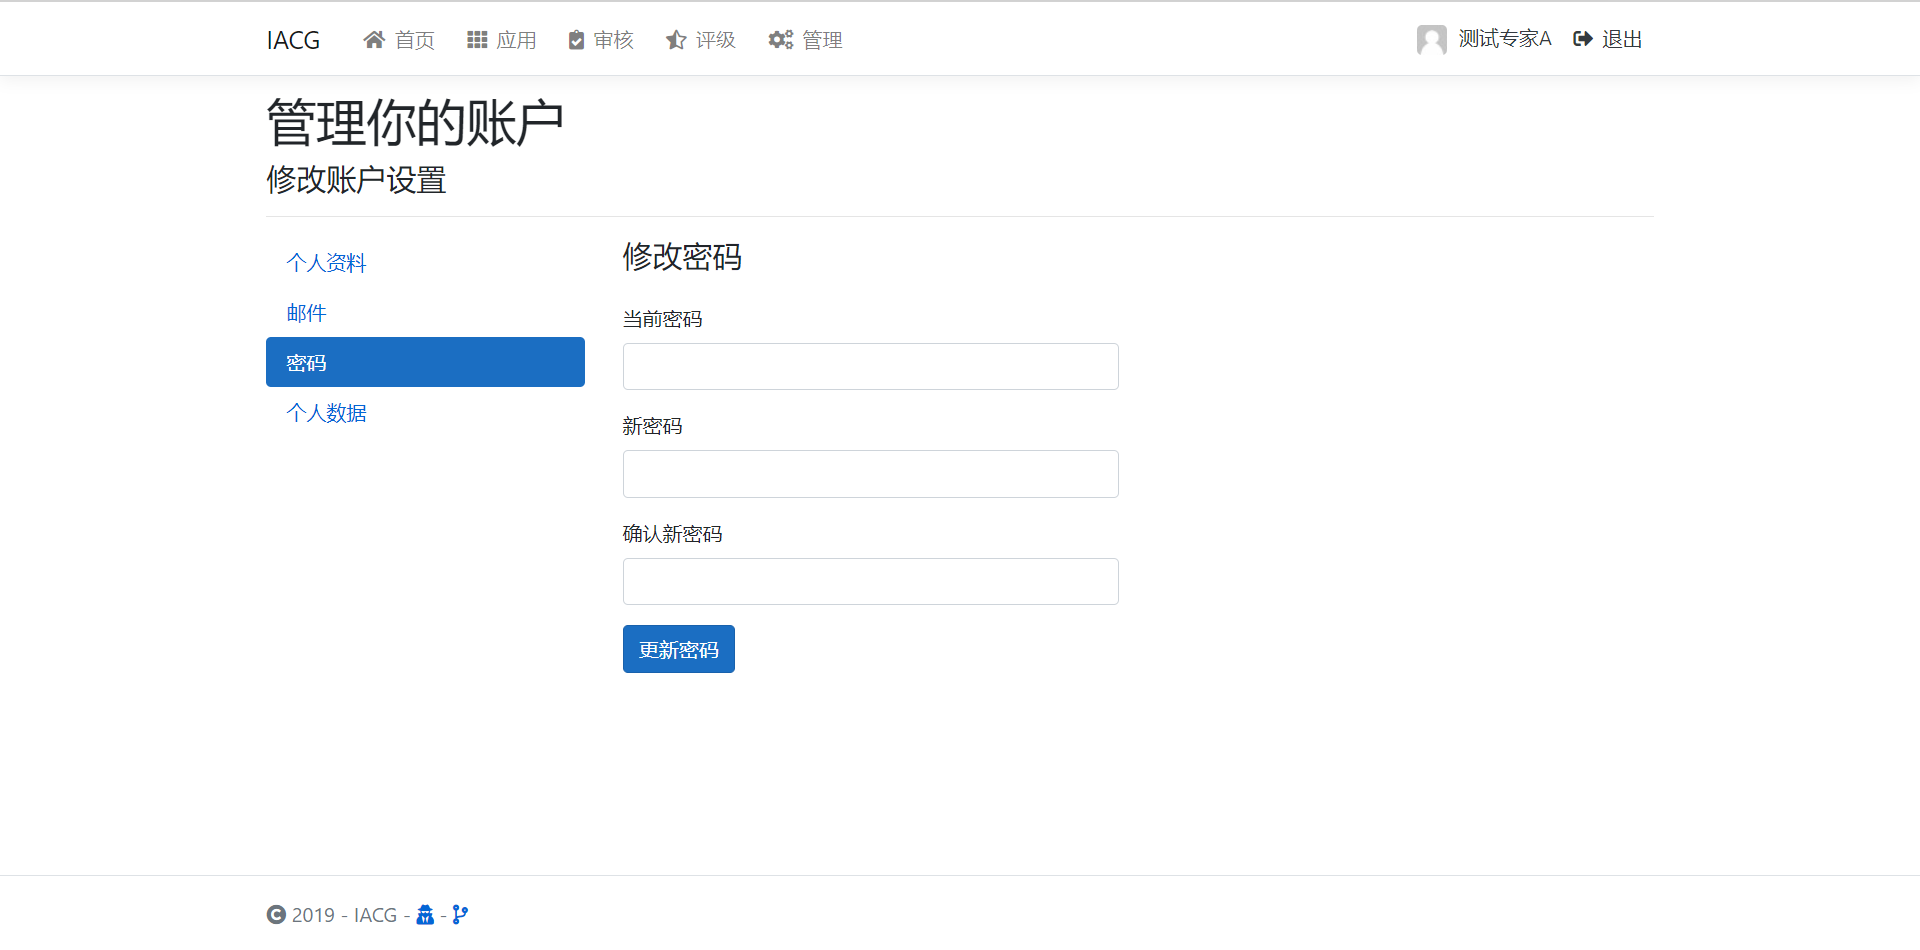 IACG 首页 应用 审核 评级 管理 测试专家A 退出
管理你的账户
修改账户设置
个人资料
邮件
密码
个人数据
修改密码
当前密码
新密码
确认新密码
更新密码
© 2019 - IACG - -